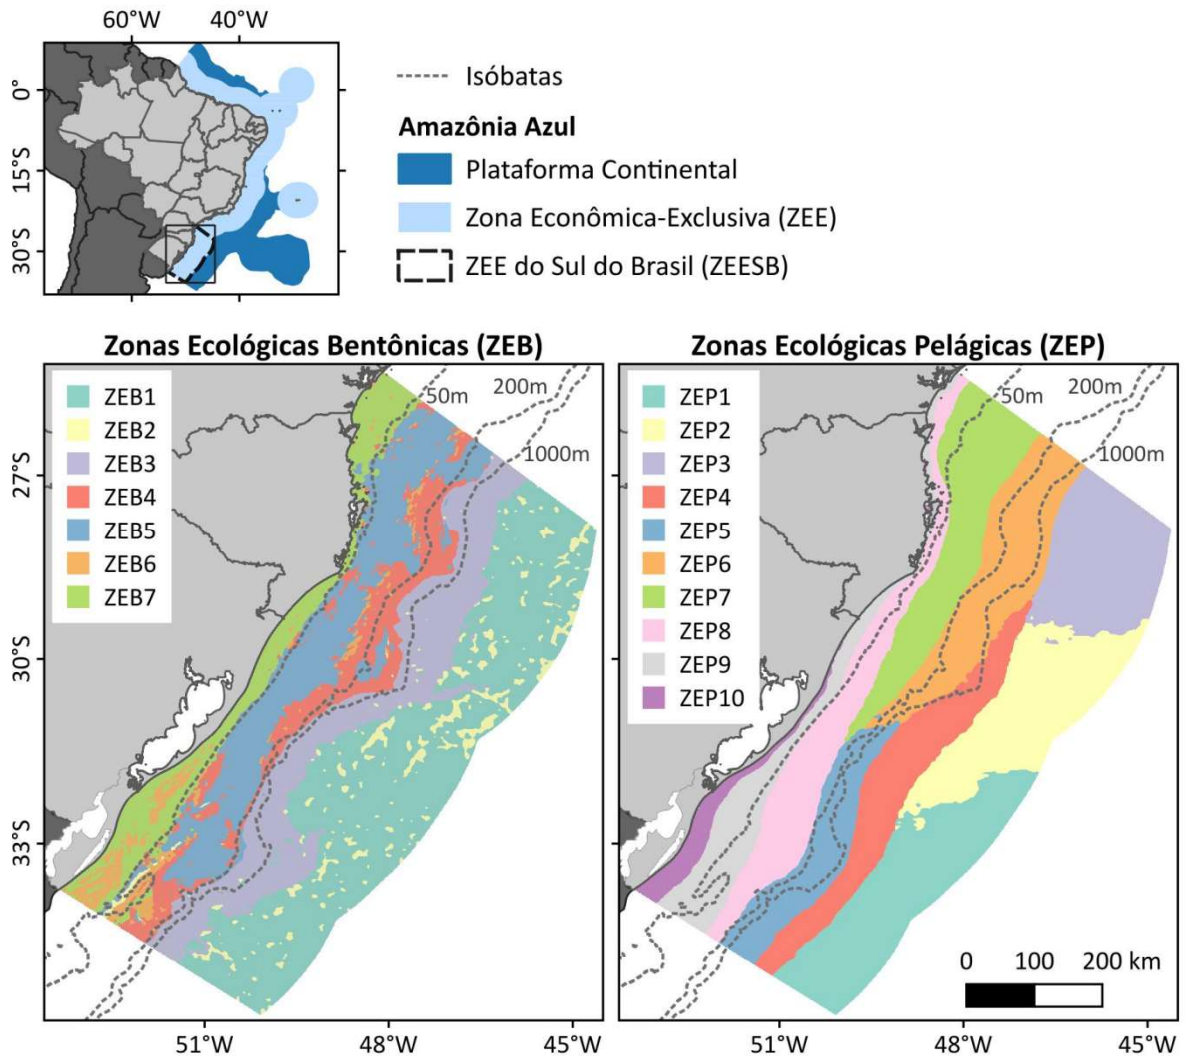 60°W 40°W
0°
15°S
30°S
Isóbatas
Amazônia Azul
Plataforma Continental
Zona Econômica-Exclusiva (ZEE)
ZEE do Sul do Brasil (ZEESB)
Zonas Ecológicas Bentônicas (ZEB)
ZEB1
ZEB2
ZEB3
ZEB4
ZEB5
ZEB6
ZEB7
50m
200m
1000m
27°S
30°S
33°S
51°W 48°W 45°W
Zonas Ecológicas Pelágicas (ZEP)
ZEP1
ZEP2
ZEP3
ZEP4
ZEP5
ZEP6
ZEP7
ZEP8
ZEP9
ZEP10
50m
200m
1000m
0 100 200 km
51°W 48°W 45°W